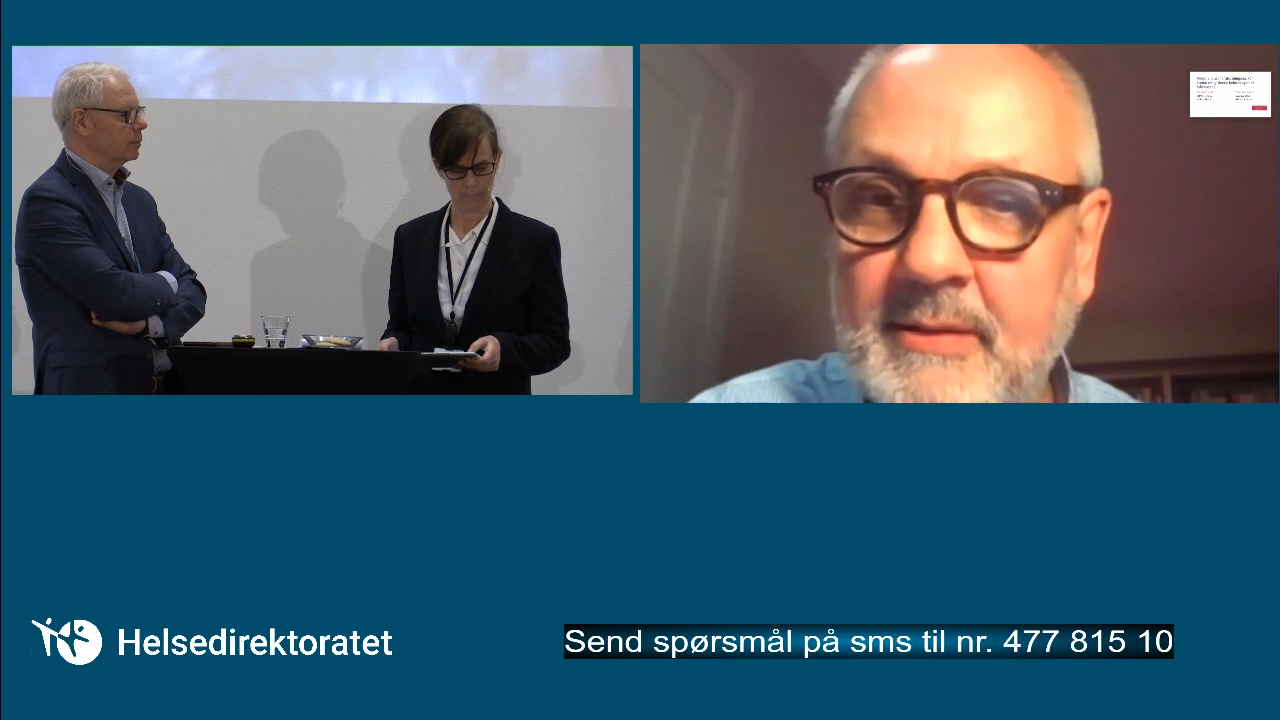 Helsedirektoratet
Send spørsmål på sms til nr. 477 815 10